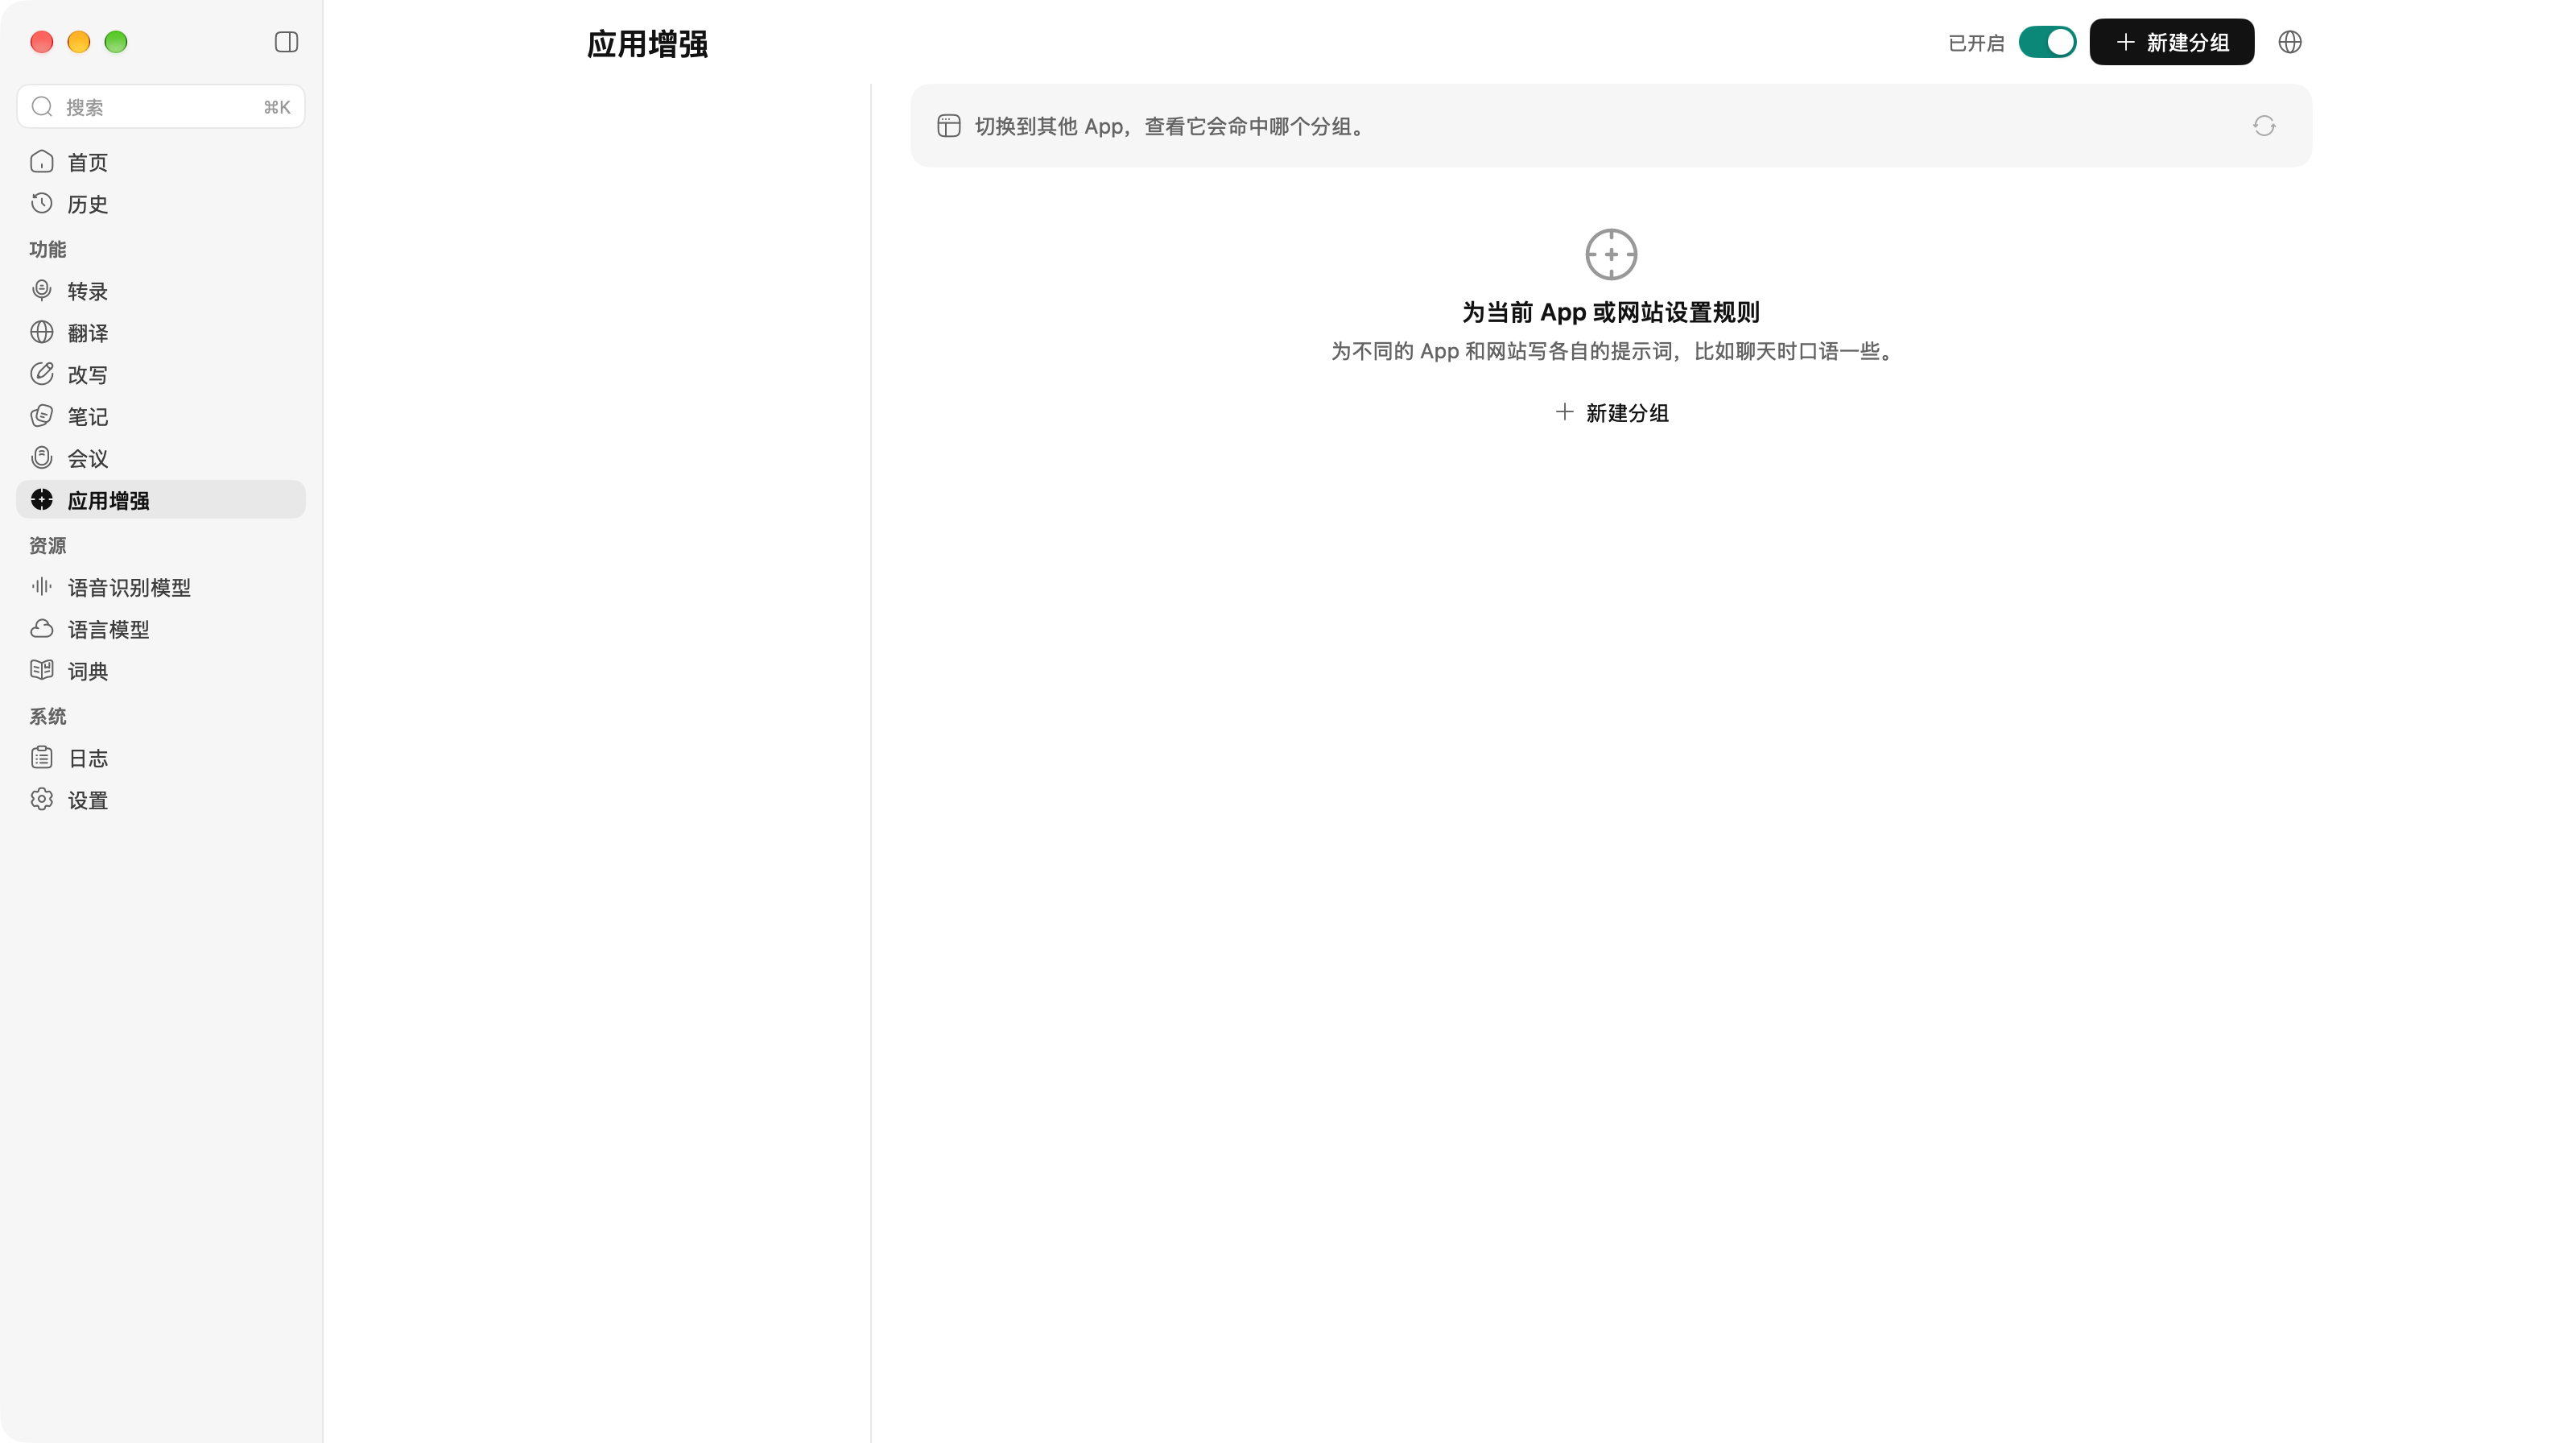 搜索 ⌘K
首页
历史
功能
转录
翻译
改写
笔记
会议
应用增强
资源
语音识别模型
语言模型
词典
系统
日志
设置
应用增强
已开启
新建分组
切换到其他 App，查看它会命中哪个分组。
为当前 App 或网站设置规则
为不同的 App 和网站写各自的提示词，比如聊天时口语一些。
新建分组